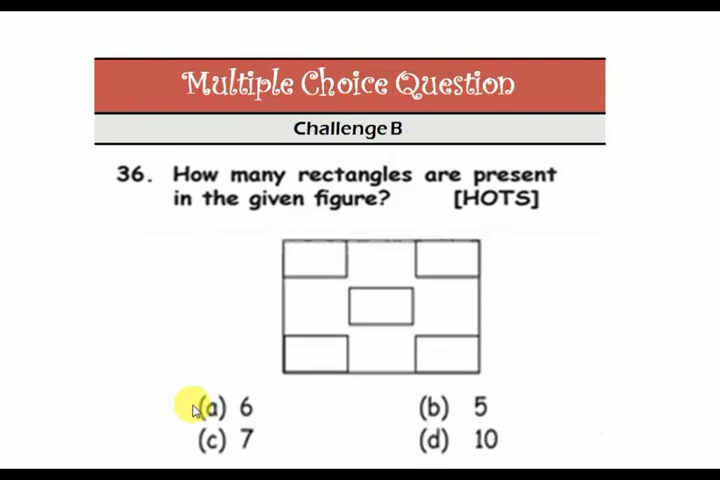 Multiple Choice Question
Challenge B
36. How many rectangles are present
in the given figure? [HOTS]
(a) 6 (b) 5
(c) 7 (d) 10